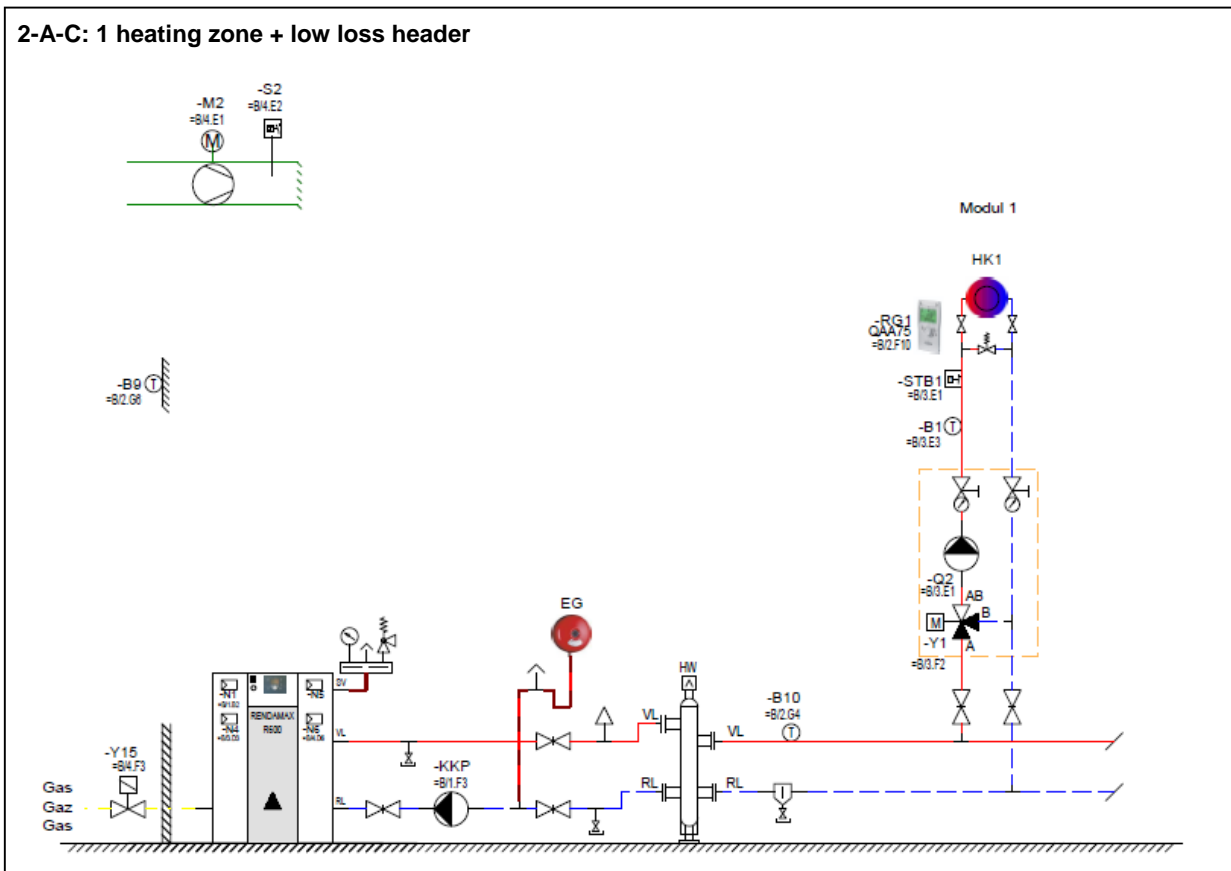 2-A-C: 1 heating zone + low loss header
-S2
=B/4.E2
-M2
=B/4.E1
M
Modul 1
HK1
-RG1
QAA75
=B/2.F10
-B9
T
=B/2.G6
-STB1
=B/3.E1
-B1
T
=B/3.E3
-Q2
=B/3.E1
AB
B
M
-Y1
A
=B/3.F2
EG
HW
SV
-N1
-N5
RENDAMAX
R600
-N4
-N6
VL
VL
VL
-B10
=B/2.G4
T
-Y15
=B/4.F3
-KKP
=B/1.F3
RL
RL
RL
Gas
Gaz
Gas